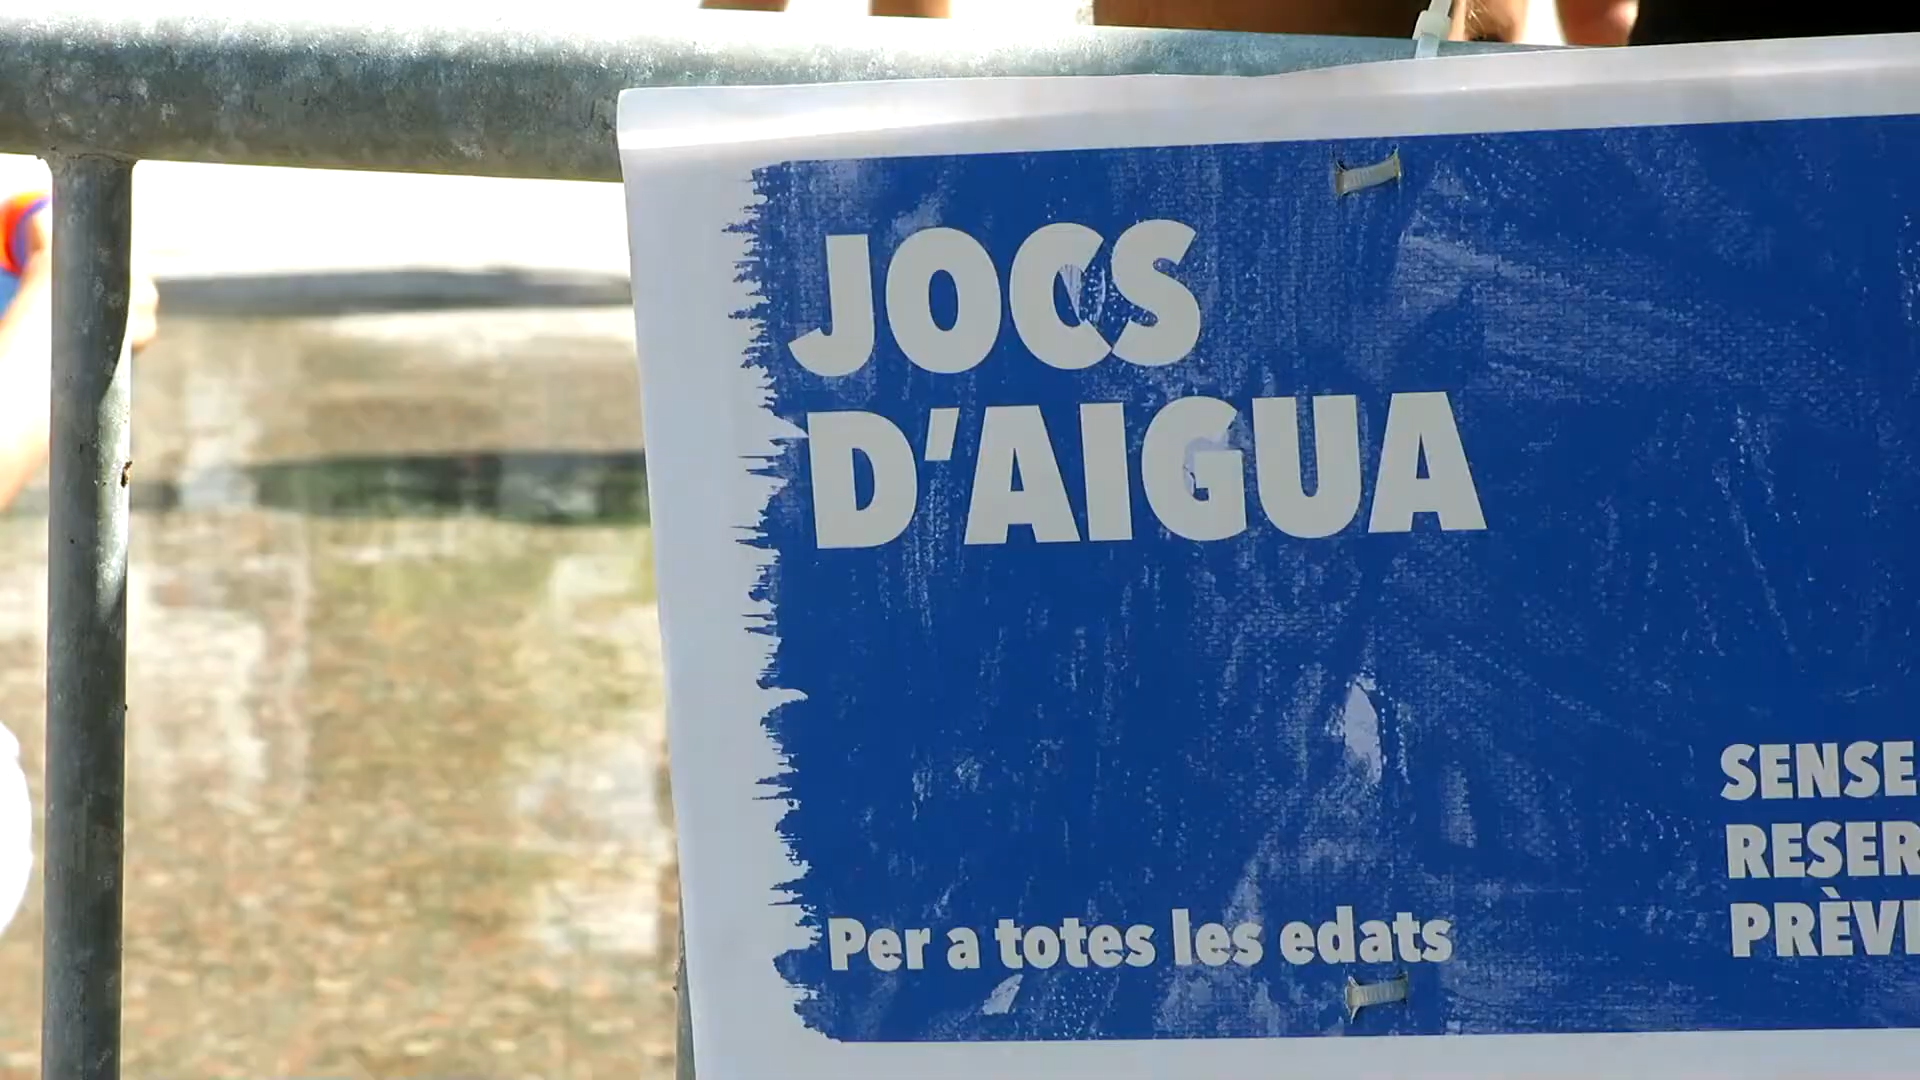 JOCS
D'AIGUA
Per a totes les edats
SENSE
RESER
PRÈVI